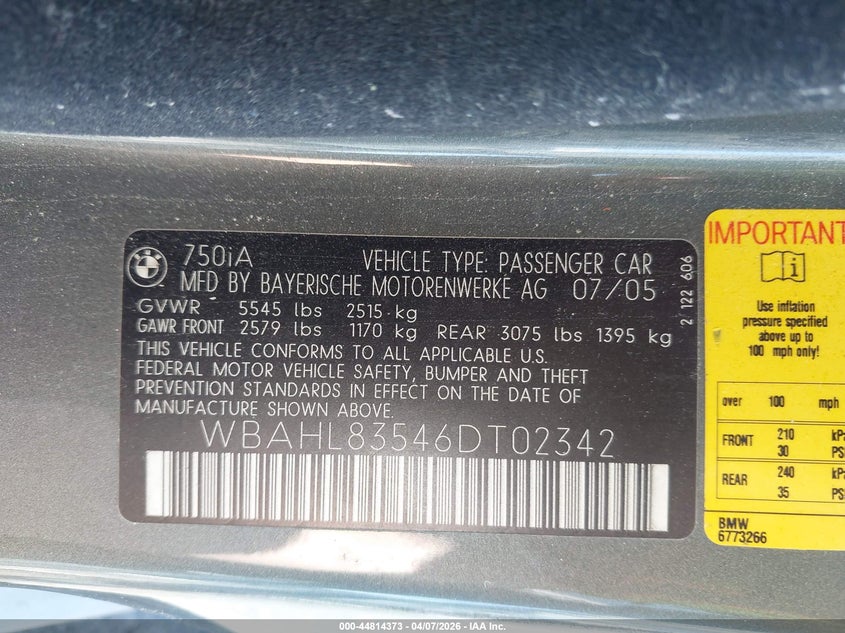 750iA VEHICLE TYPE: PASSENGER CAR
MFD BY BAYERISCHE MOTORENWERKE AG 07/05
GVWR 5545 lbs 2515 kg
GAWR FRONT 2579 lbs 1170 kg REAR 3075 lbs 1395 kg
THIS VEHICLE CONFORMS TO ALL APPLICABLE U.S.
FEDERAL MOTOR VEHICLE SAFETY, BUMPER AND THEFT
PREVENTION STANDARDS IN EFFECT ON THE DATE OF
MANUFACTURE SHOWN ABOVE.
WBAHL83546DT02342
2 122 606
IMPORTANT
Use inflation
pressure specified
above up to
100 mph only!
over 100 mph
FRONT 210 kPa
30 PS
REAR 240 kPa
35 PS
BMW
6773266
000-44814373 - 04/07/2026 - IAA, Inc.